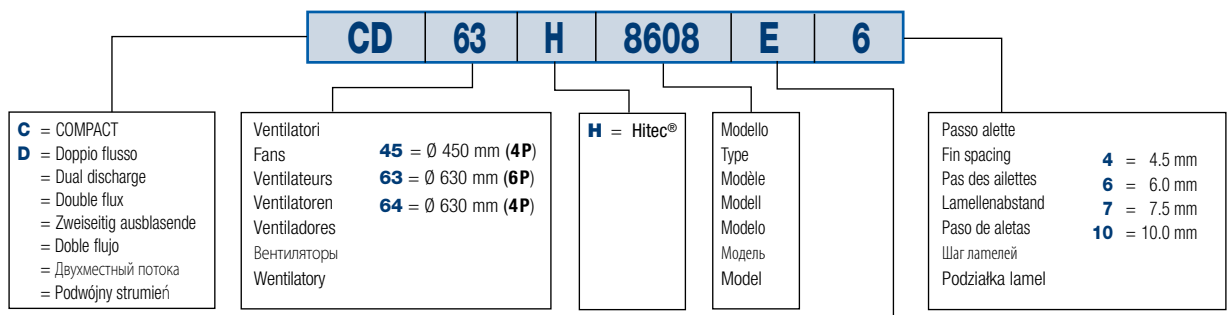 CD 63 H 8608 E 6
C = COMPACT
D = Doppio flusso
= Dual discharge
= Double flux
= Zweiseitig ausblasende
= Doble flujo
= Двухместный потока
= Podwójny strumień
Ventilatori
Fans
Ventilateurs
Ventilatoren
Ventiladores
Вентиляторы
Wentylatory
45 = Ø 450 mm (4P)
63 = Ø 630 mm (6P)
64 = Ø 630 mm (4P)
H = Hitec®
Modello
Type
Modèle
Modell
Modelo
Модель
Model
Passo alette
Fin spacing
Pas des ailettes
Lamellenabstand
Paso de aletas
Шаг ламелей
Podziałka lamel
4 = 4.5 mm
6 = 6.0 mm
7 = 7.5 mm
10 = 10.0 mm